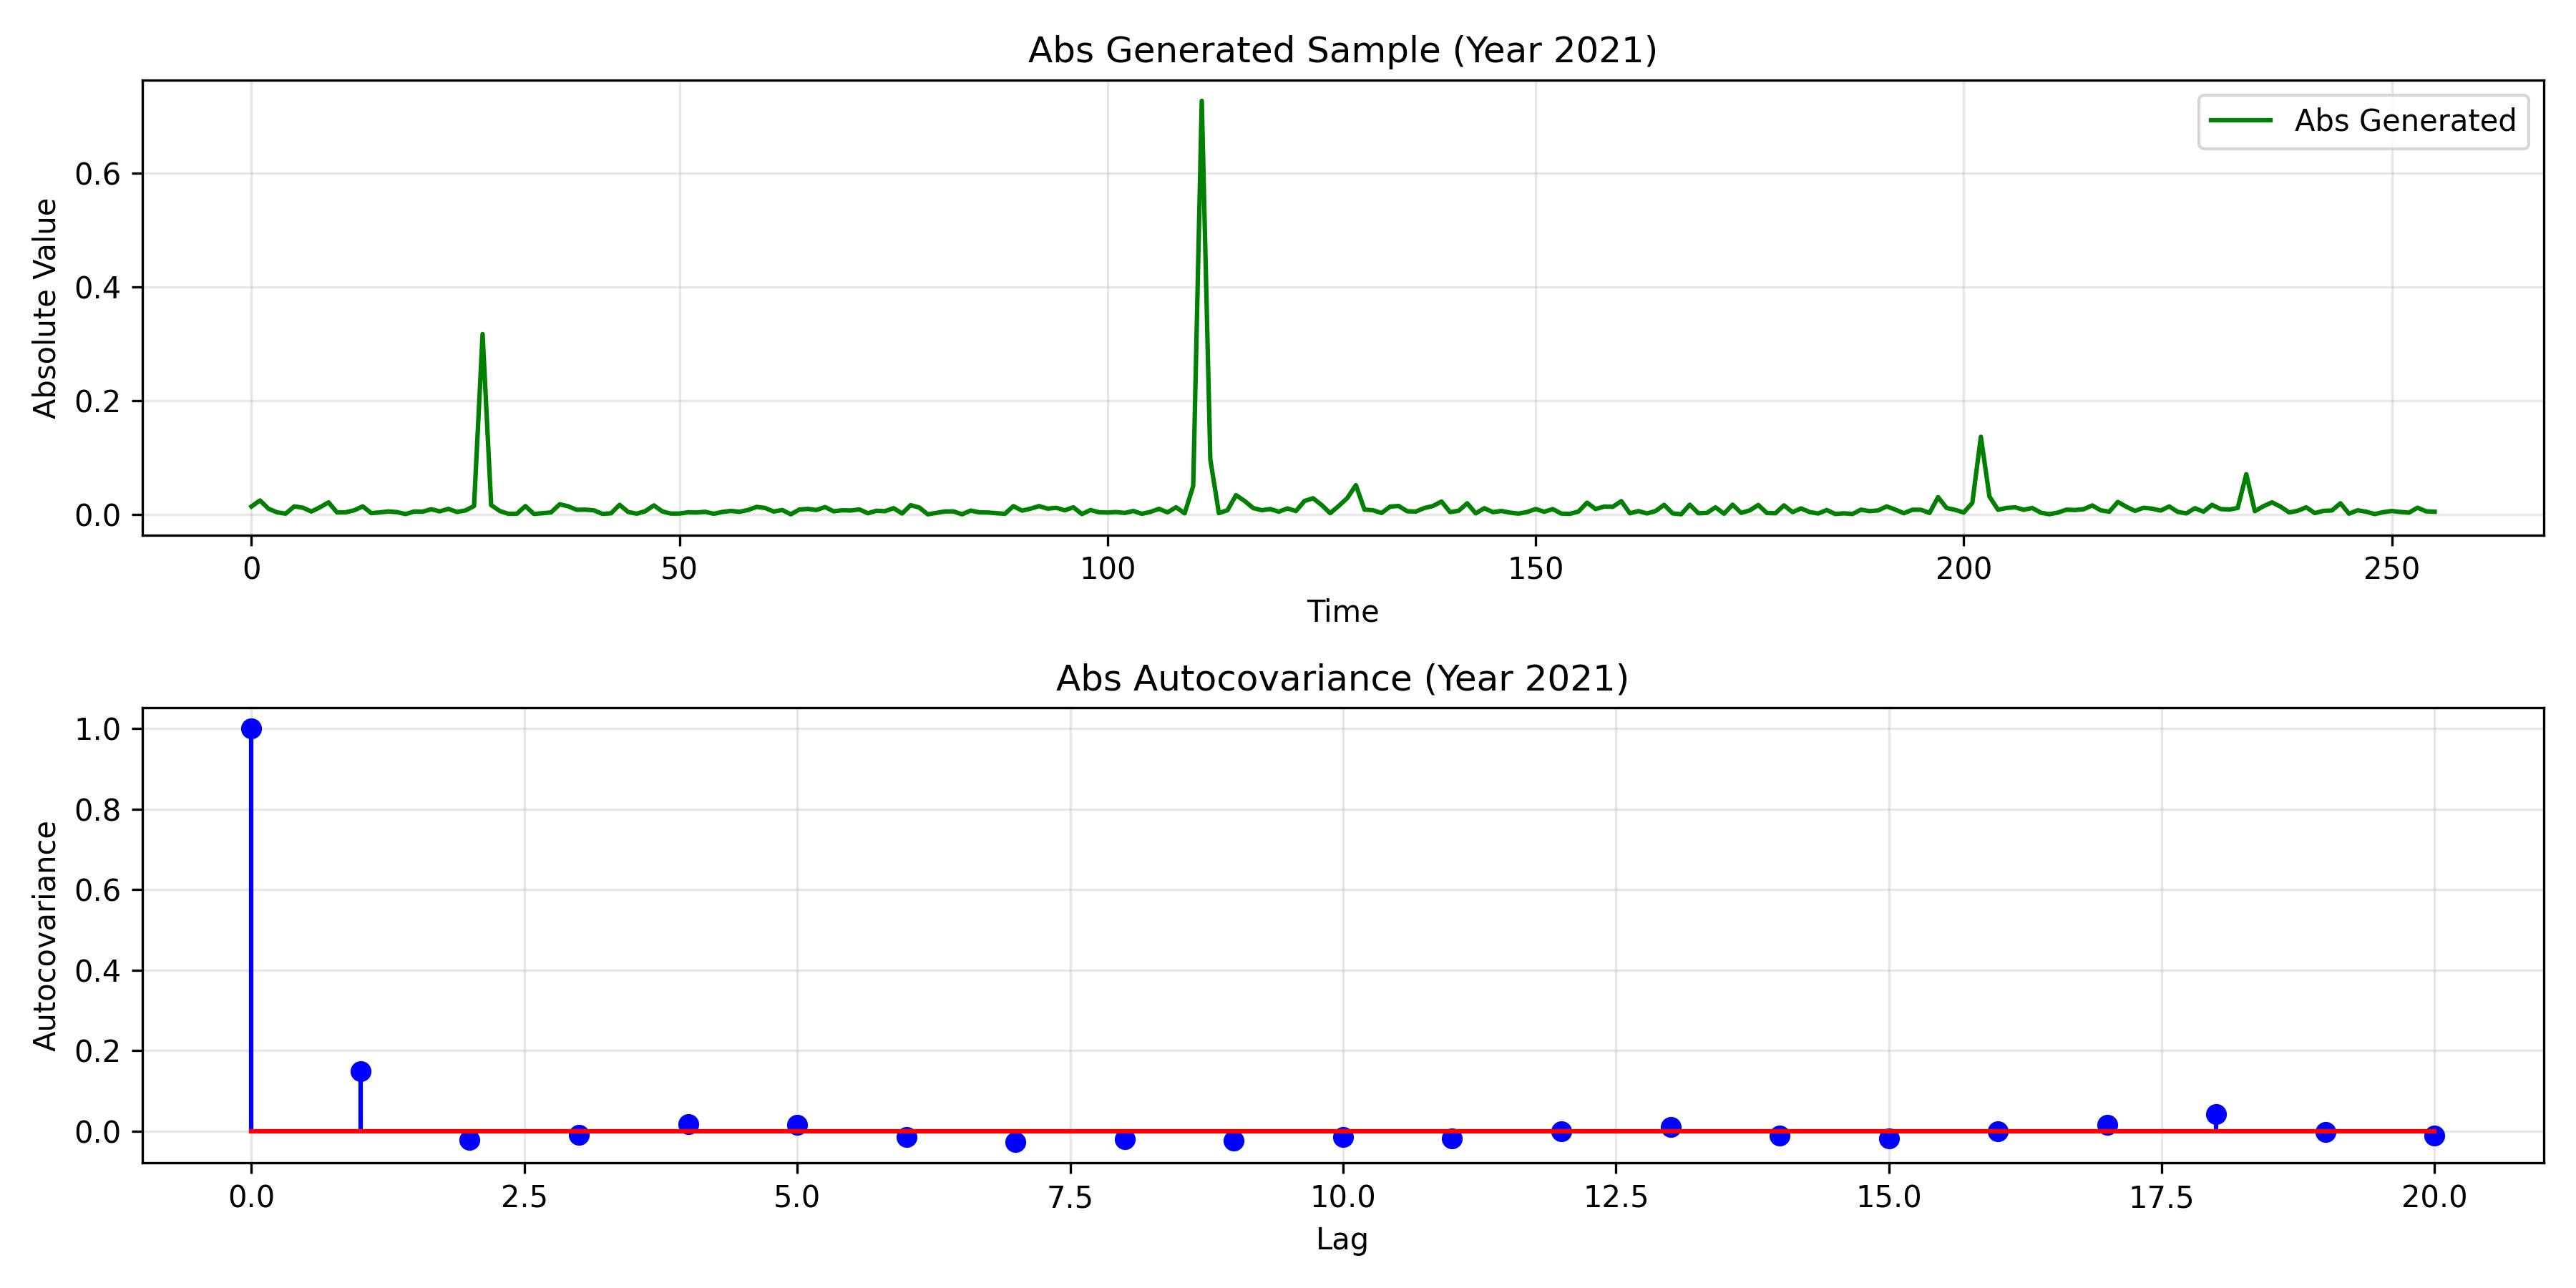 Abs Generated Sample (Year 2021)
Abs Generated
Absolute Value
0.6
0.4
0.2
0.0
0 50 100 150 200 250
Time
Abs Autocovariance (Year 2021)
Autocovariance
1.0
0.8
0.6
0.4
0.2
0.0
0.0 2.5 5.0 7.5 10.0 12.5 15.0 17.5 20.0
Lag